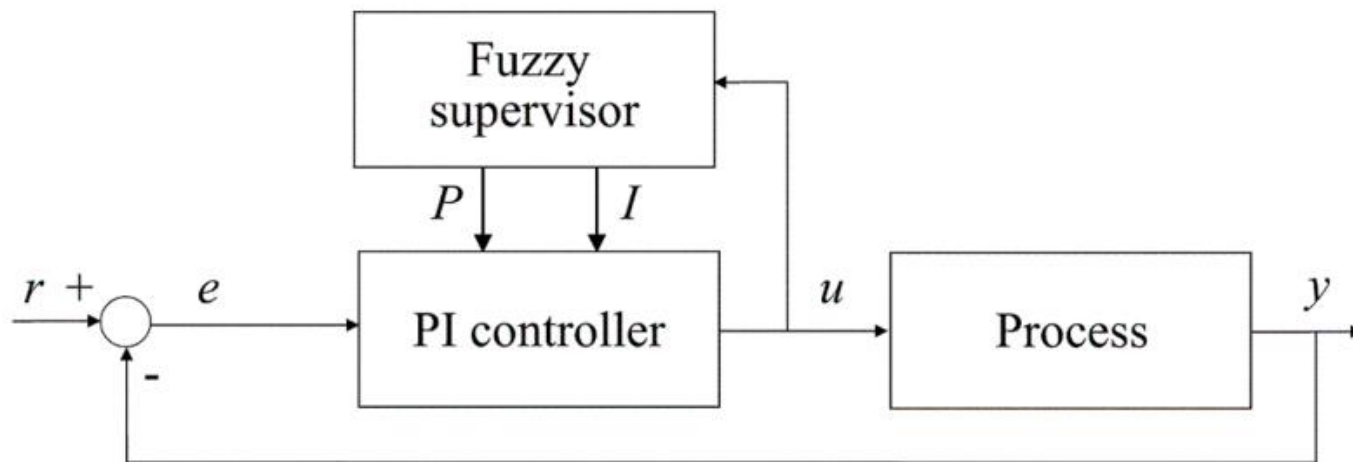 Fuzzy
supervisor
P I
r + e u y
PI controller Process
-